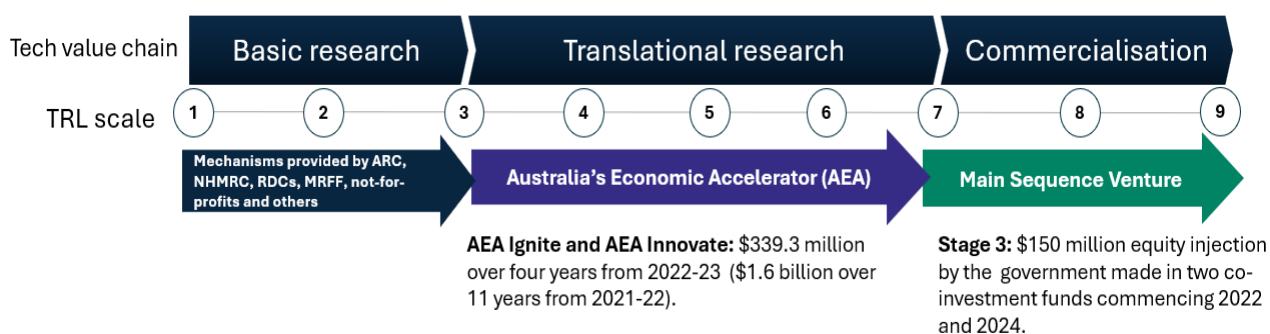 Tech value chain
Basic research
Translational research
Commercialisation
TRL scale
1
2
3
4
5
6
7
8
9
Mechanisms provided by ARC,
NHMRC, RDCs, MRFF, not-for-
profits and others
Australia’s Economic Accelerator (AEA)
Main Sequence Venture
AEA Ignite and AEA Innovate: $339.3 million
over four years from 2022-23 ($1.6 billion over
11 years from 2021-22).
Stage 3: $150 million equity injection
by the government made in two co-
investment funds commencing 2022
and 2024.